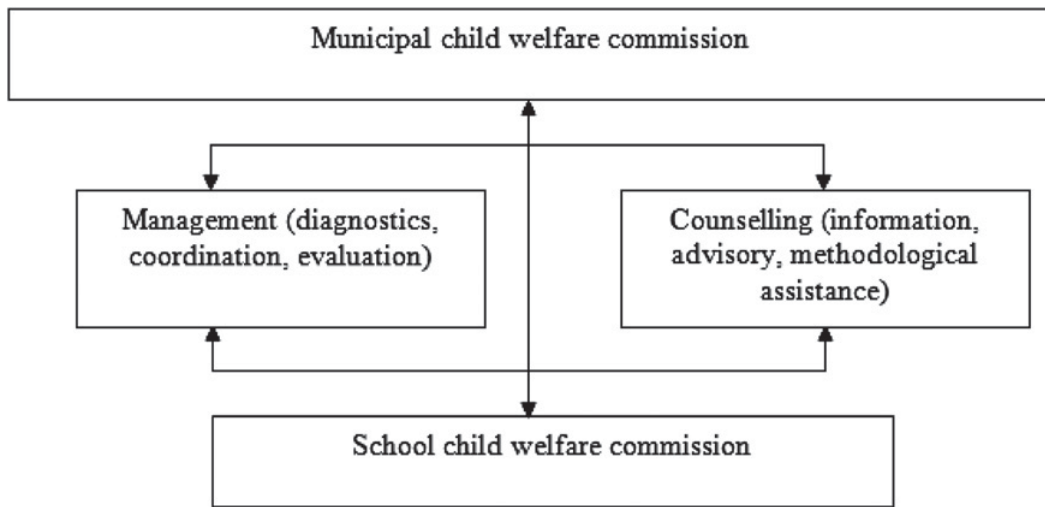 Municipal child welfare commission
Management (diagnostics,
coordination, evaluation)
Counselling (information,
advisory, methodological
assistance)
School child welfare commission